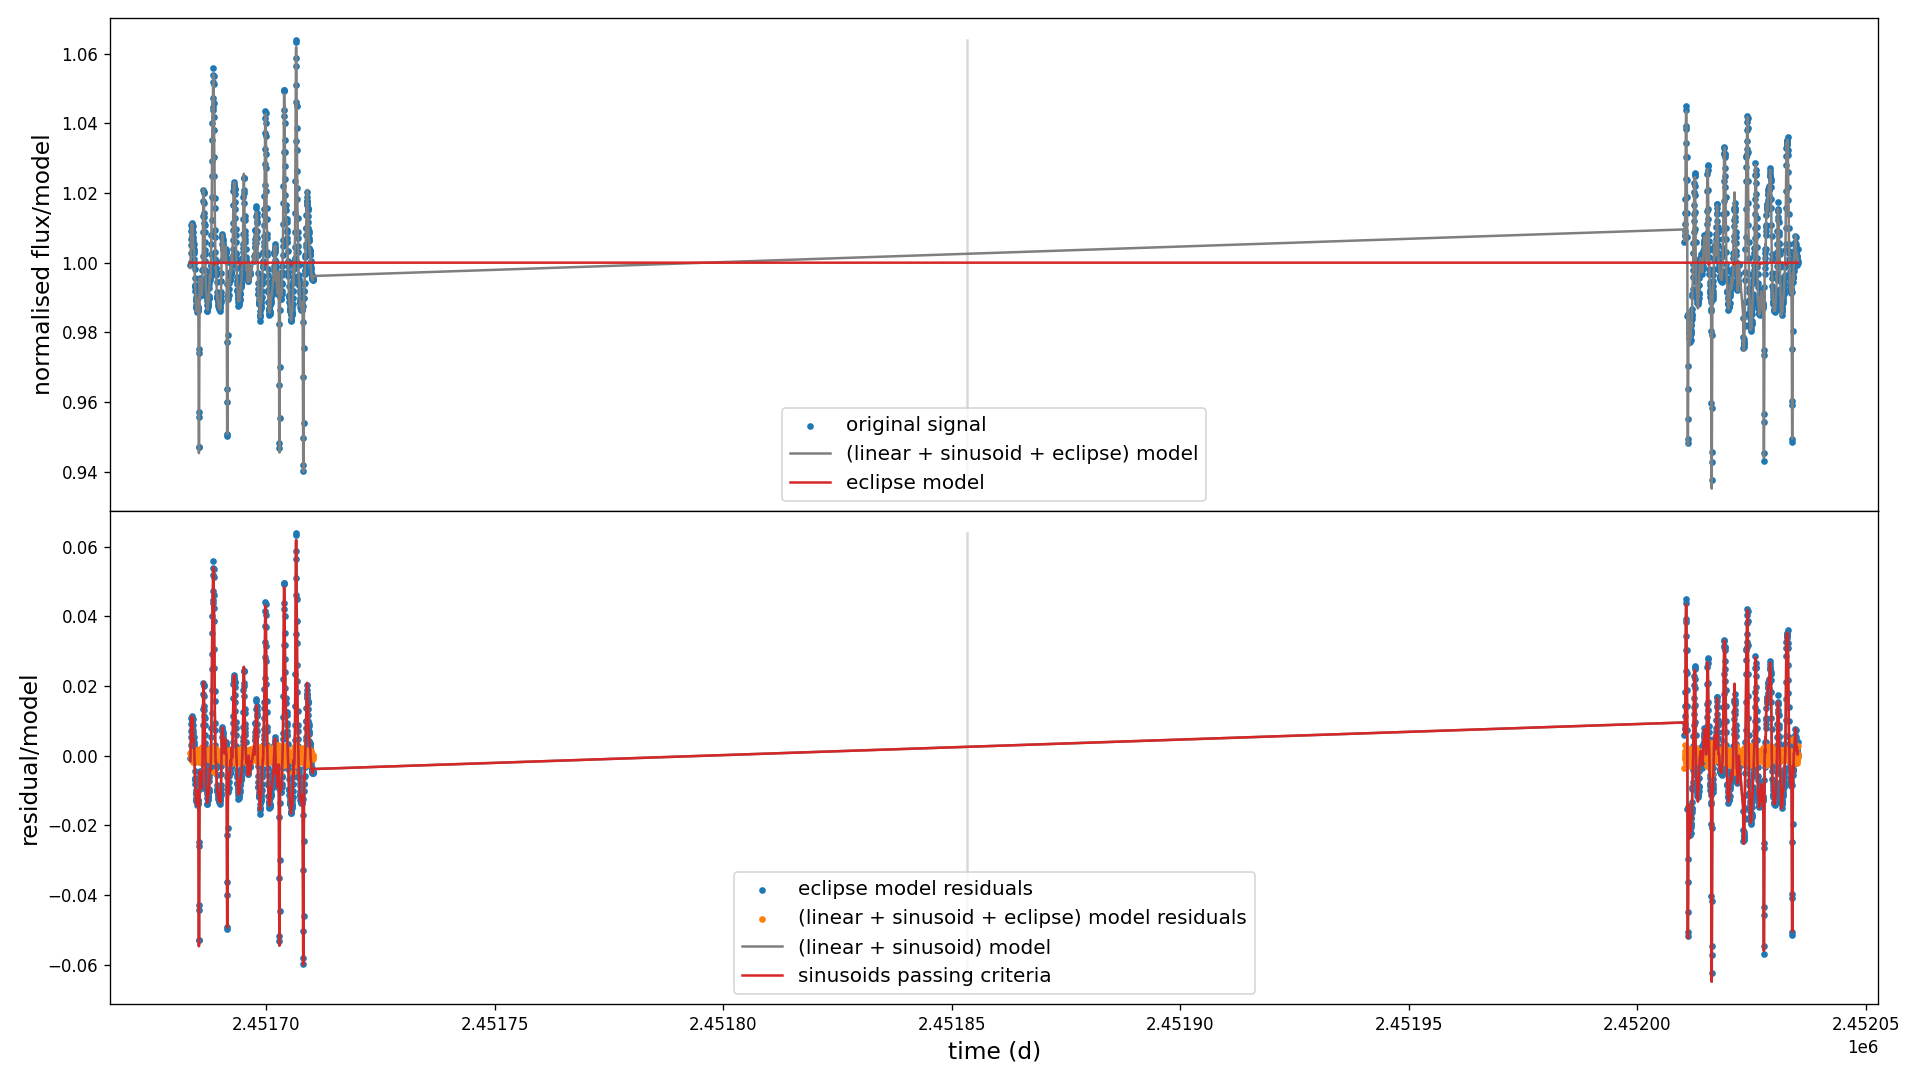 normalised flux/model
1.06
1.04
1.02
1.00
0.98
0.96
0.94
original signal
(linear + sinusoid + eclipse) model
eclipse model
residual/model
0.06
0.04
0.02
0.00
−0.02
−0.04
−0.06
eclipse model residuals
(linear + sinusoid + eclipse) model residuals
(linear + sinusoid) model
sinusoids passing criteria
2.45170 2.45175 2.45180 2.45185 2.45190 2.45195 2.45200 2.45205
time (d)
1e6